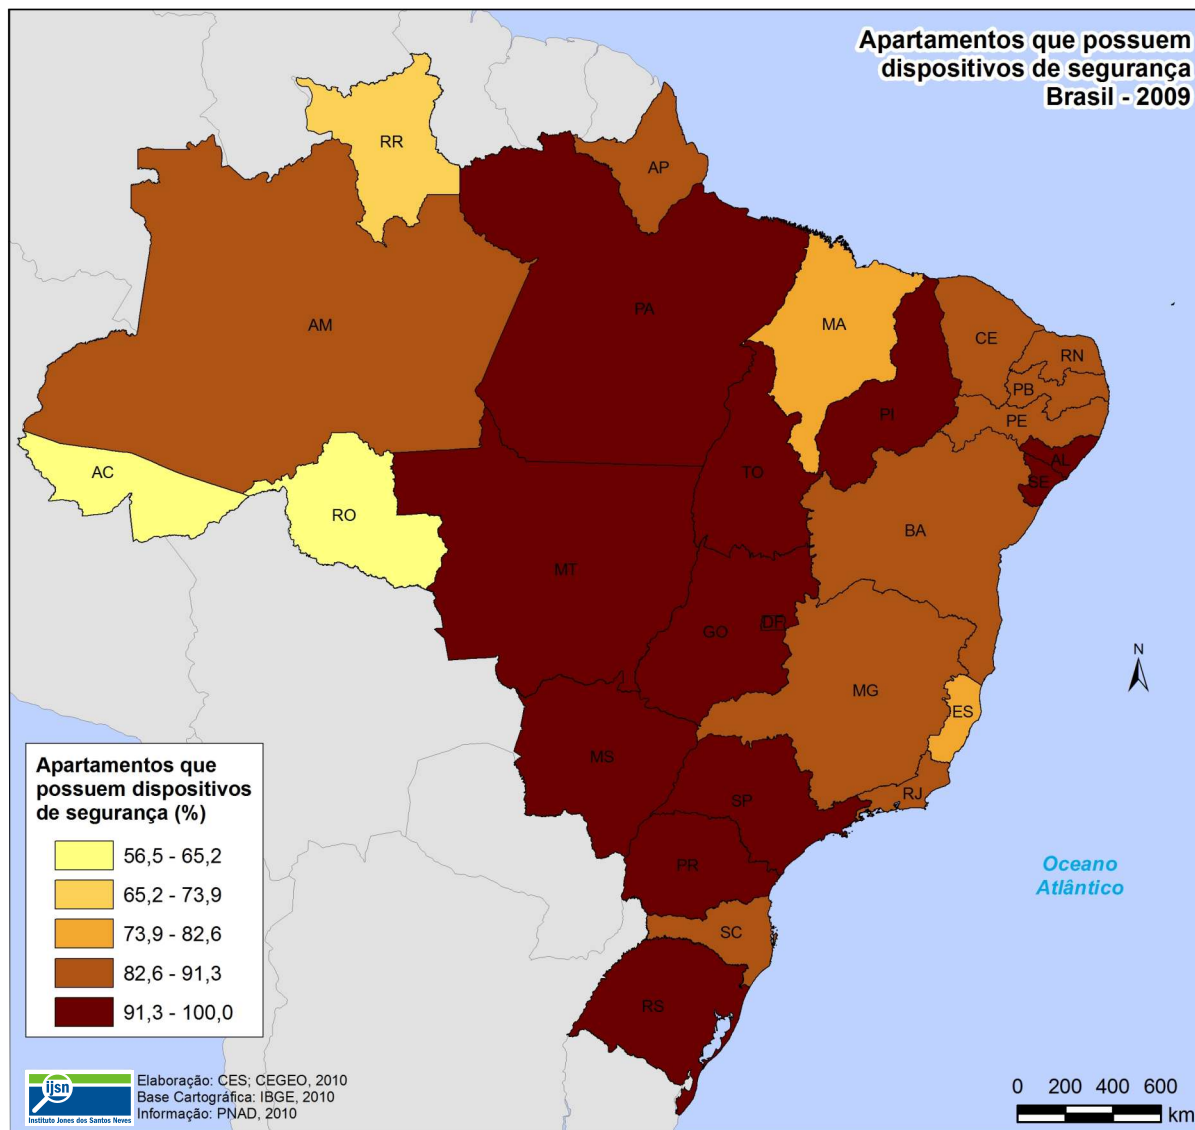 Apartamentos que possuem
dispositivos de segurança
Brasil - 2009
RR
AP
AM
PA
MA
CE
RN
PB
PE
PI
AL
SE
AC
RO
TO
BA
MT
GO
DF
MG
ES
MS
SP
RJ
PR
SC
RS
N
Oceano
Atlântico
Apartamentos que
possuem dispositivos
de segurança (%)
56,5 - 65,2
65,2 - 73,9
73,9 - 82,6
82,6 - 91,3
91,3 - 100,0
ijsn
Instituto Jones dos Santos Neves
Elaboração: CES; CEGEO, 2010
Base Cartográfica: IBGE, 2010
Informação: PNAD, 2010
0 200 400 600
km